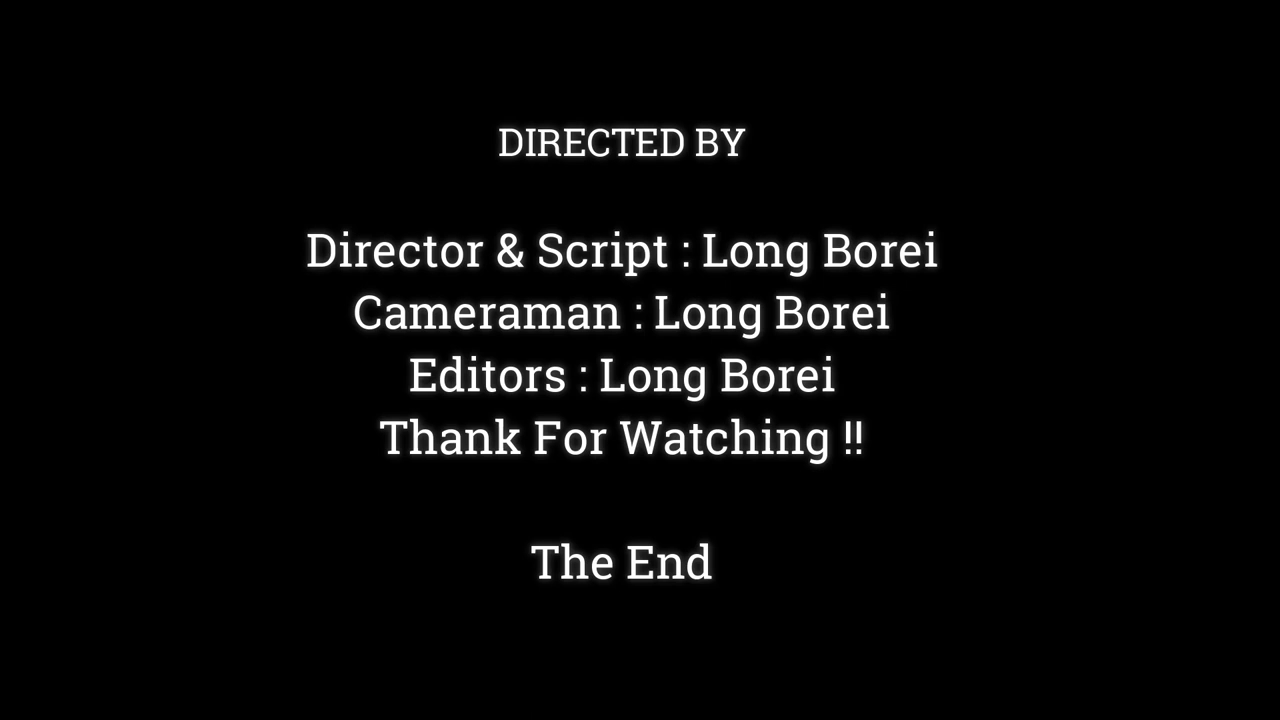 DIRECTED BY
Director & Script : Long Borei
Cameraman : Long Borei
Editors : Long Borei
Thank For Watching !!
The End